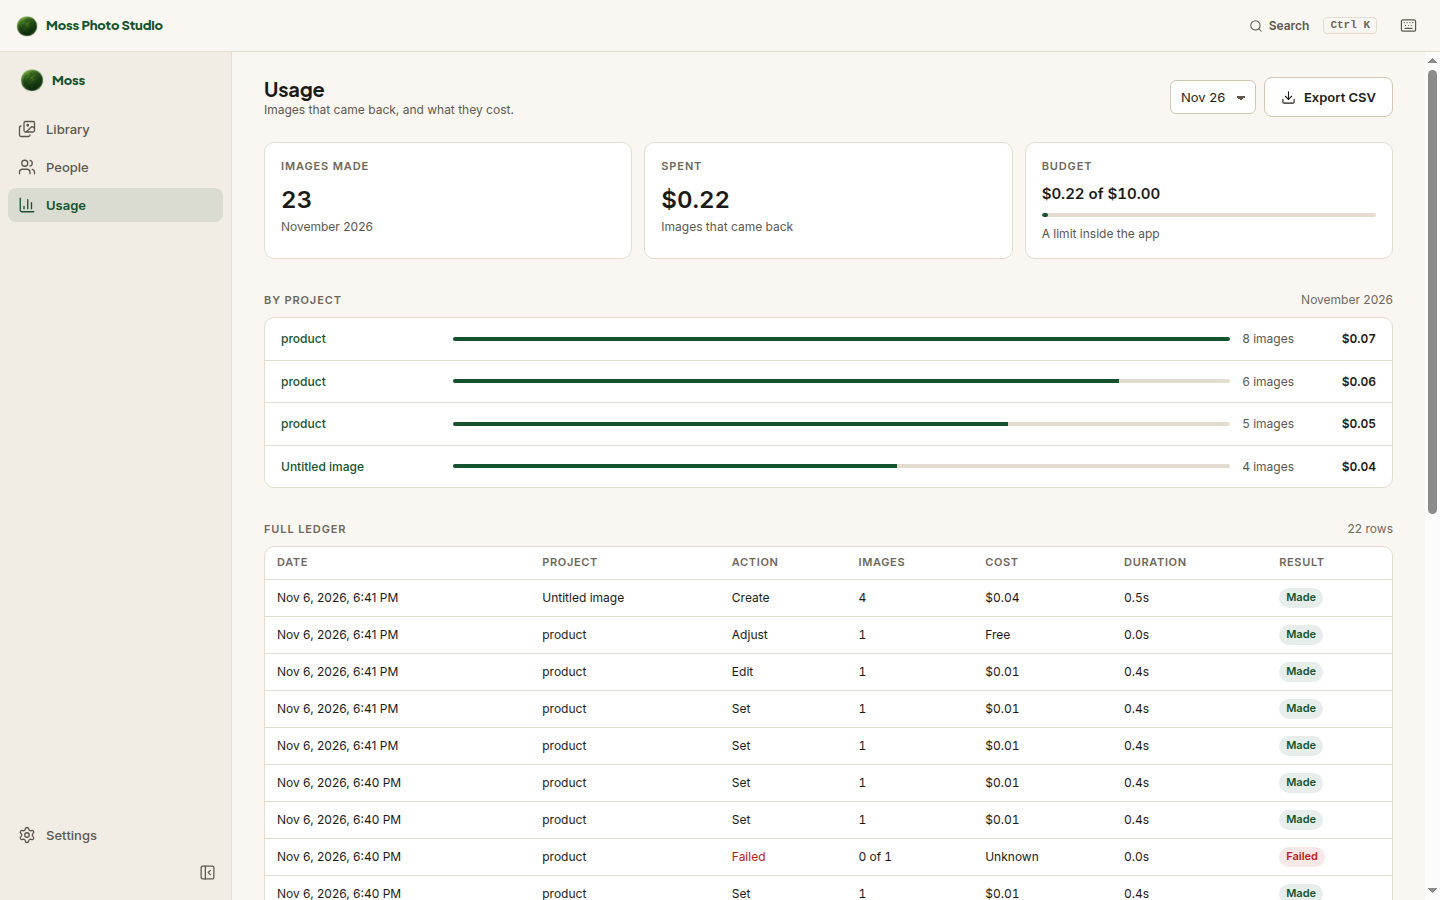 Moss Photo Studio
Search Ctrl K
Moss
Library
People
Usage
Settings
Usage
Images that came back, and what they cost.
Nov 26
Export CSV
IMAGES MADE
23
November 2026
SPENT
$0.22
Images that came back
BUDGET
$0.22 of $10.00
A limit inside the app
BY PROJECT November 2026
product 8 images $0.07
product 6 images $0.06
product 5 images $0.05
Untitled image 4 images $0.04
FULL LEDGER 22 rows
DATE PROJECT ACTION IMAGES COST DURATION RESULT
Nov 6, 2026, 6:41 PM Untitled image Create 4 $0.04 0.5s Made
Nov 6, 2026, 6:41 PM product Adjust 1 Free 0.0s Made
Nov 6, 2026, 6:41 PM product Edit 1 $0.01 0.4s Made
Nov 6, 2026, 6:41 PM product Set 1 $0.01 0.4s Made
Nov 6, 2026, 6:41 PM product Set 1 $0.01 0.4s Made
Nov 6, 2026, 6:40 PM product Set 1 $0.01 0.4s Made
Nov 6, 2026, 6:40 PM product Set 1 $0.01 0.4s Made
Nov 6, 2026, 6:40 PM product Failed 0 of 1 Unknown 0.0s Failed
Nov 6, 2026, 6:40 PM product Set 1 $0.01 0.4s Made